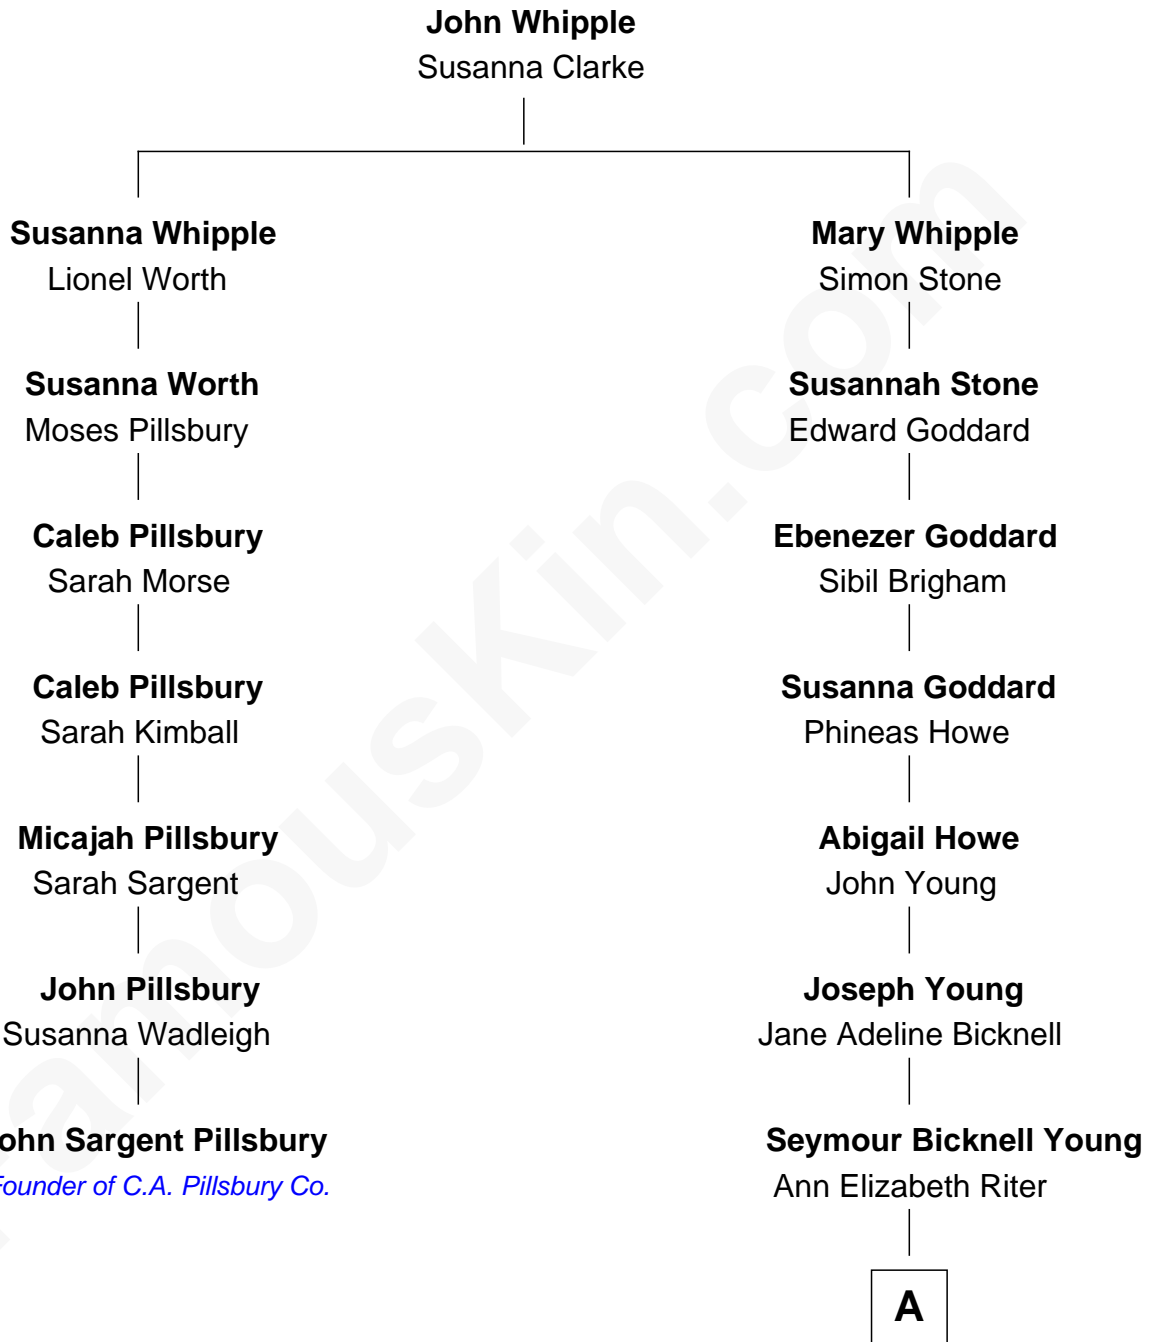 John Whipple
Susanna Clarke
Susanna Whipple
Lionel Worth
Mary Whipple
Simon Stone
Susanna Worth
Moses Pillsbury
Susannah Stone
Edward Goddard
Caleb Pillsbury
Sarah Morse
Ebenezer Goddard
Sibil Brigham
Caleb Pillsbury
Sarah Kimball
Susanna Goddard
Phineas Howe
Micajah Pillsbury
Sarah Sargent
Abigail Howe
John Young
John Pillsbury
Susanna Wadleigh
Joseph Young
Jane Adeline Bicknell
ohn Sargent Pillsbury
Founder of C.A. Pillsbury Co.
Seymour Bicknell Young
Ann Elizabeth Riter
A
FamousKin.com